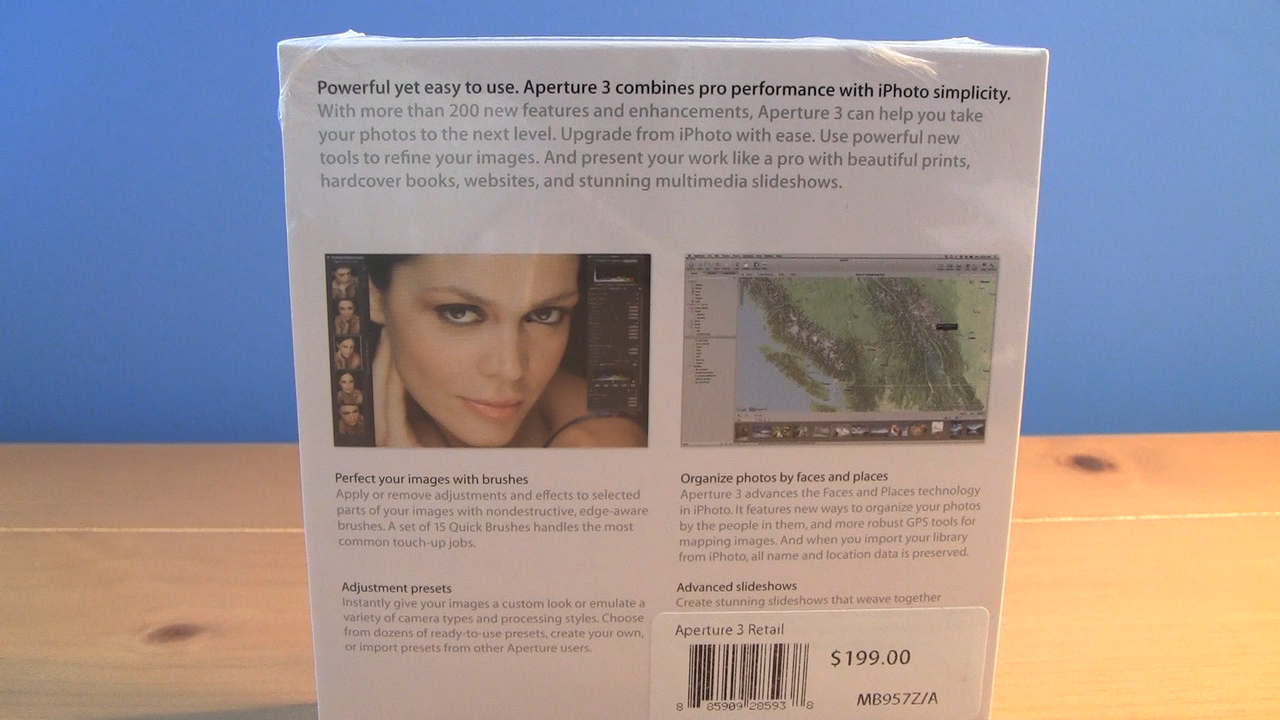 Powerful yet easy to use. Aperture 3 combines pro performance with iPhoto simplicity.
With more than 200 new features and enhancements, Aperture 3 can help you take
your photos to the next level. Upgrade from iPhoto with ease. Use powerful new
tools to refine your images. And present your work like a pro with beautiful prints,
hardcover books, websites, and stunning multimedia slideshows.
Perfect your images with brushes
Apply or remove adjustments and effects to selected
parts of your images with nondestructive, edge-aware
brushes. A set of 15 Quick Brushes handles the most
common touch-up jobs.
Organize photos by faces and places
Aperture 3 advances the Faces and Places technology
in iPhoto. It features new ways to organize your photos
by the people in them, and more robust GPS tools for
mapping images. And when you import your library
from iPhoto, all name and location data is preserved.
Adjustment presets
Instantly give your images a custom look or emulate a
variety of camera types and processing styles. Choose
from dozens of ready-to-use presets, create your own,
or import presets from other Aperture users.
Advanced slideshows
Create stunning slideshows that weave together
Aperture 3 Retail
$199.00
8 85909 28593 8
MB957Z/A